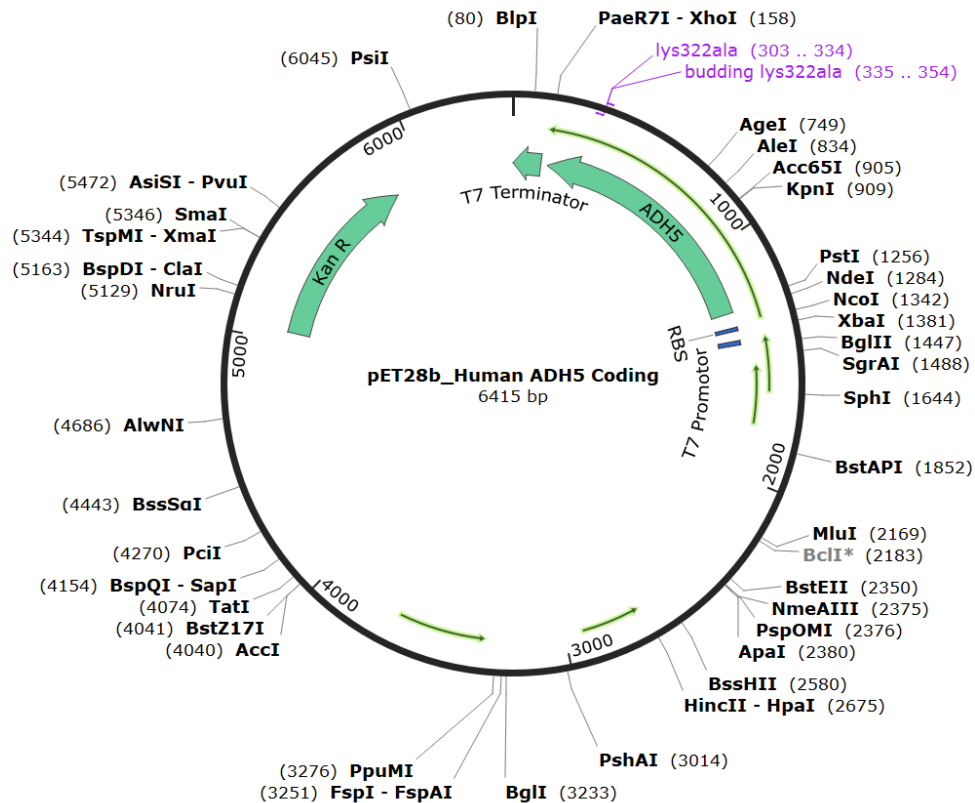 (80) BlpI
PaeR7I - XhoI (158)
lys322ala (303 .. 334)
budding lys322ala (335 .. 354)
AgeI (749)
AleI (834)
Acc65I (905)
KpnI (909)
PstI (1256)
NdeI (1284)
NcoI (1342)
XbaI (1381)
BglII (1447)
SgrAI (1488)
SphI (1644)
BstAPI (1852)
MluI (2169)
BclI* (2183)
BstEII (2350)
NmeAIII (2375)
PspOMI (2376)
ApaI (2380)
BssHII (2580)
HincII - HpaI (2675)
PshAI (3014)
BglI (3233)
(3251) FspI - FspAI
(3276) PpuMI
(4040) AccI
(4041) BstZ17I
(4074) TatI
(4154) BspQI - SapI
(4270) PciI
(4443) BssSαI
(4686) AlwNI
(5129) NruI
(5163) BspDI - ClaI
(5344) TspMI - XmaI
(5346) SmaI
(5472) AsiSI - PvuI
(6045) PsiI
1000
2000
3000
4000
5000
6000
T7 Terminator
ADH5
RBS
T7 Promotor
Kan R
pET28b_Human ADH5 Coding
6415 bp